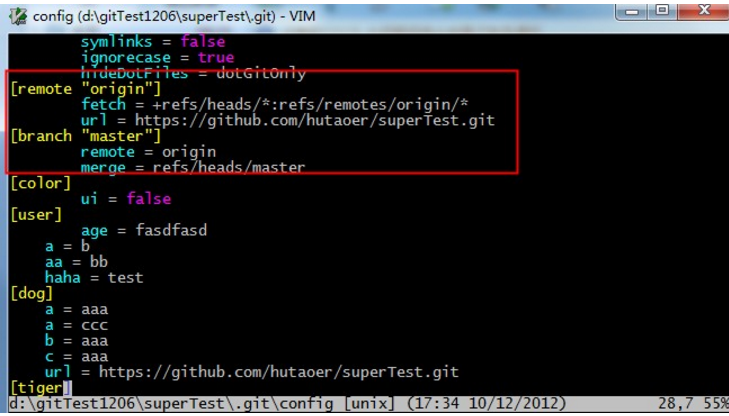 config (d:\gitTest1206\superTest\.git) - VIM
symlinks = false
ignorecase = true
hideDotFiles = dotGitOnly
[remote "origin"]
fetch = +refs/heads/*:refs/remotes/origin/*
url = https://github.com/hutaoer/superTest.git
[branch "master"]
remote = origin
merge = refs/heads/master
[color]
ui = false
[user]
age = fasdfasd
a = b
aa = bb
haha = test
[dog]
a = aaa
a = ccc
b = aaa
c = aaa
url = https://github.com/hutaoer/superTest.git
[tiger]
d:\gitTest1206\superTest\.git\config [unix] (17:34 10/12/2012) 28,7 55%